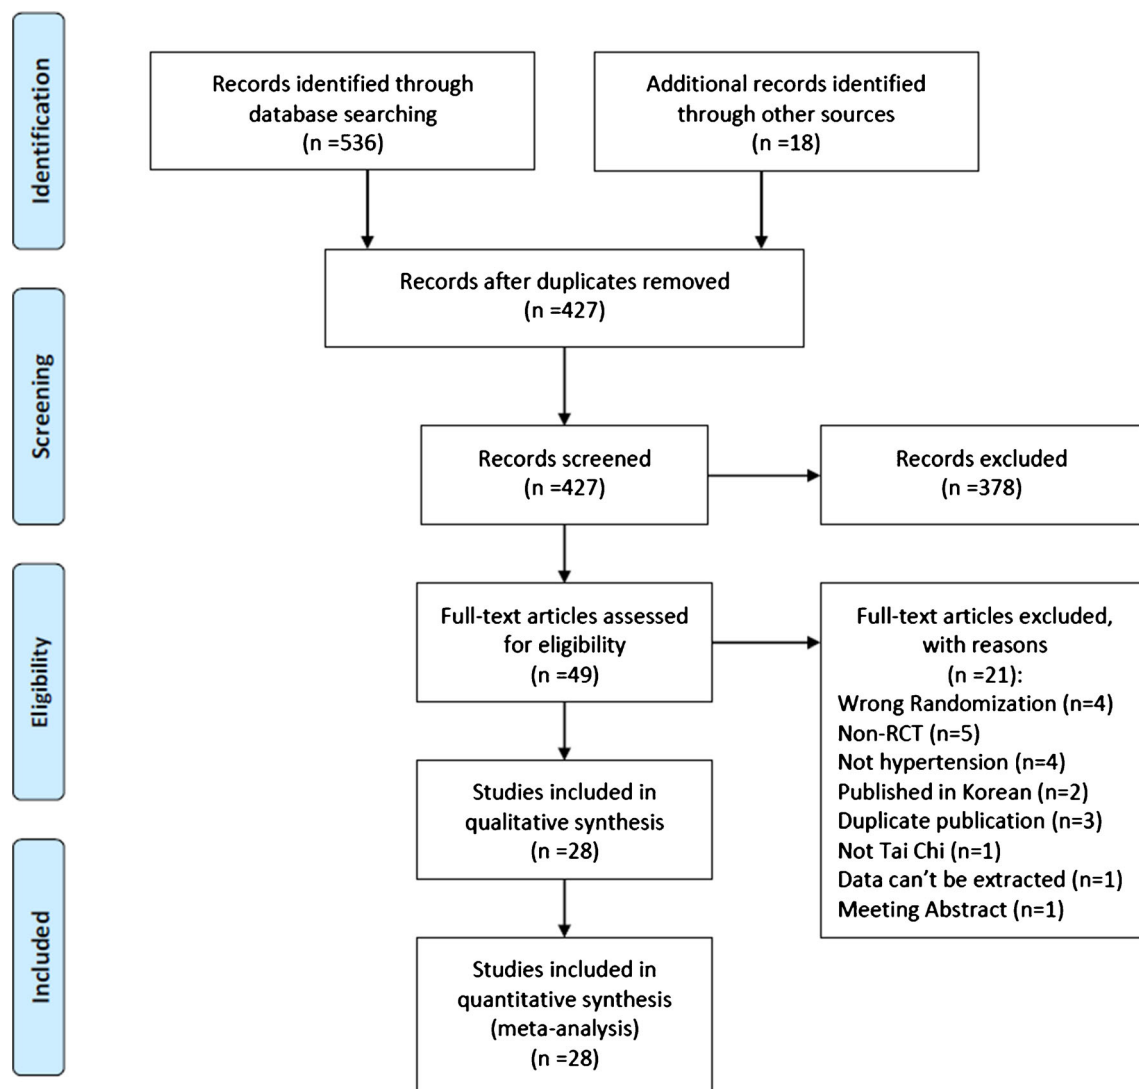 Identification
Records identified through
database searching
(n =536)
Additional records identified
through other sources
(n =18)
Records after duplicates removed
(n =427)
Screening
Records screened
(n =427)
Records excluded
(n =378)
Eligibility
Full-text articles assessed
for eligibility
(n =49)
Full-text articles excluded,
with reasons
(n =21):
Wrong Randomization (n=4)
Non-RCT (n=5)
Not hypertension (n=4)
Published in Korean (n=2)
Duplicate publication (n=3)
Not Tai Chi (n=1)
Data can't be extracted (n=1)
Meeting Abstract (n=1)
Studies included in
qualitative synthesis
(n =28)
Included
Studies included in
quantitative synthesis
(meta-analysis)
(n =28)